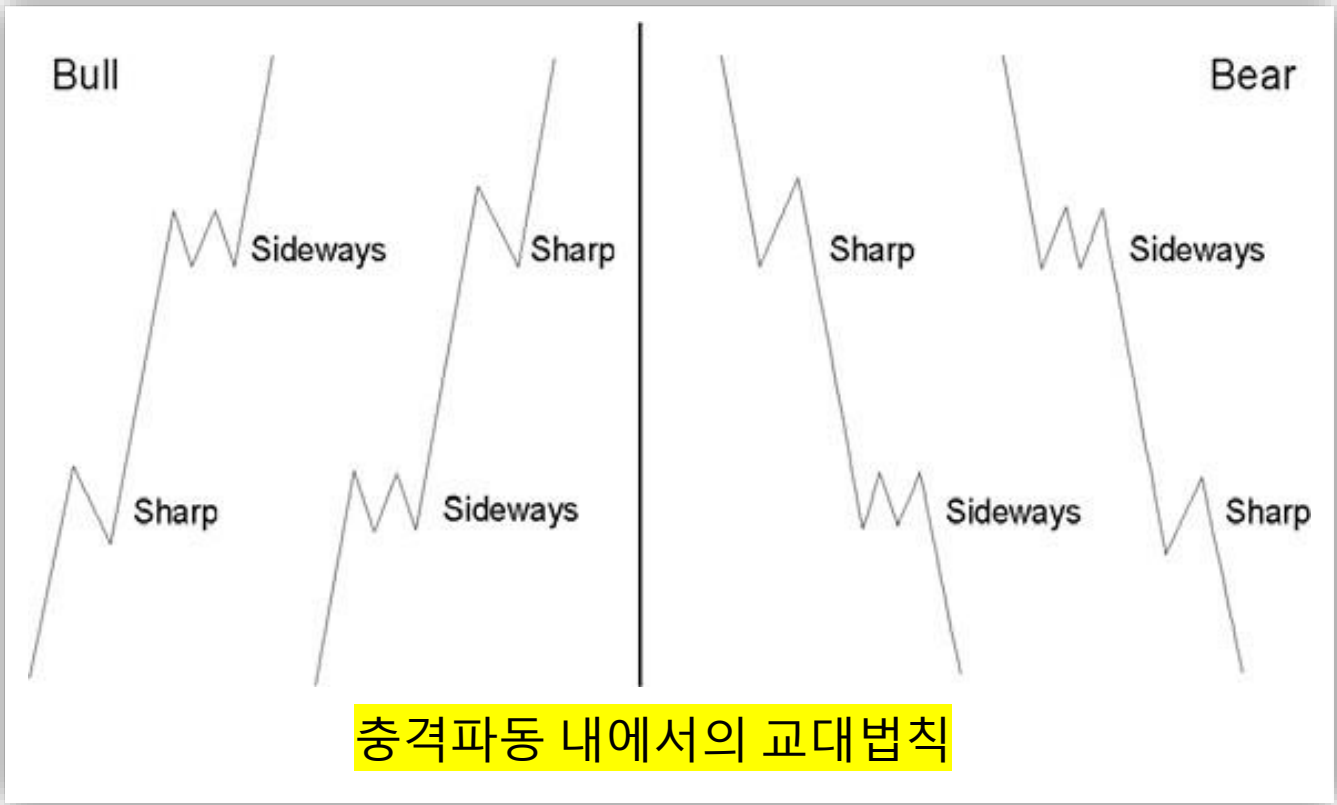 Bull
Bear
Sideways
Sharp
Sharp
Sideways
Sharp
Sideways
Sideways
Sharp
충격파동 내에서의 교대법칙